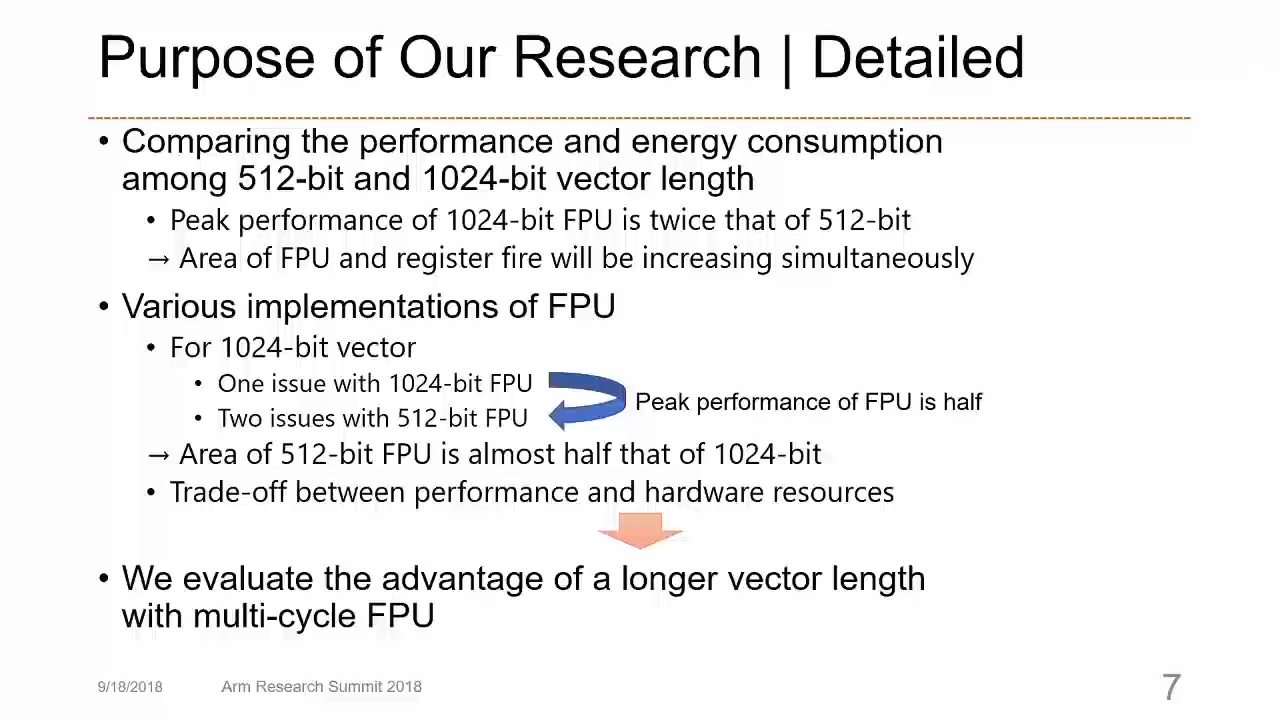 Purpose of Our Research | Detailed
• Comparing the performance and energy consumption
among 512-bit and 1024-bit vector length
• Peak performance of 1024-bit FPU is twice that of 512-bit
→ Area of FPU and register fire will be increasing simultaneously
• Various implementations of FPU
• For 1024-bit vector
• One issue with 1024-bit FPU
• Two issues with 512-bit FPU
Peak performance of FPU is half
→ Area of 512-bit FPU is almost half that of 1024-bit
• Trade-off between performance and hardware resources
• We evaluate the advantage of a longer vector length
with multi-cycle FPU
9/18/2018 Arm Research Summit 2018 7